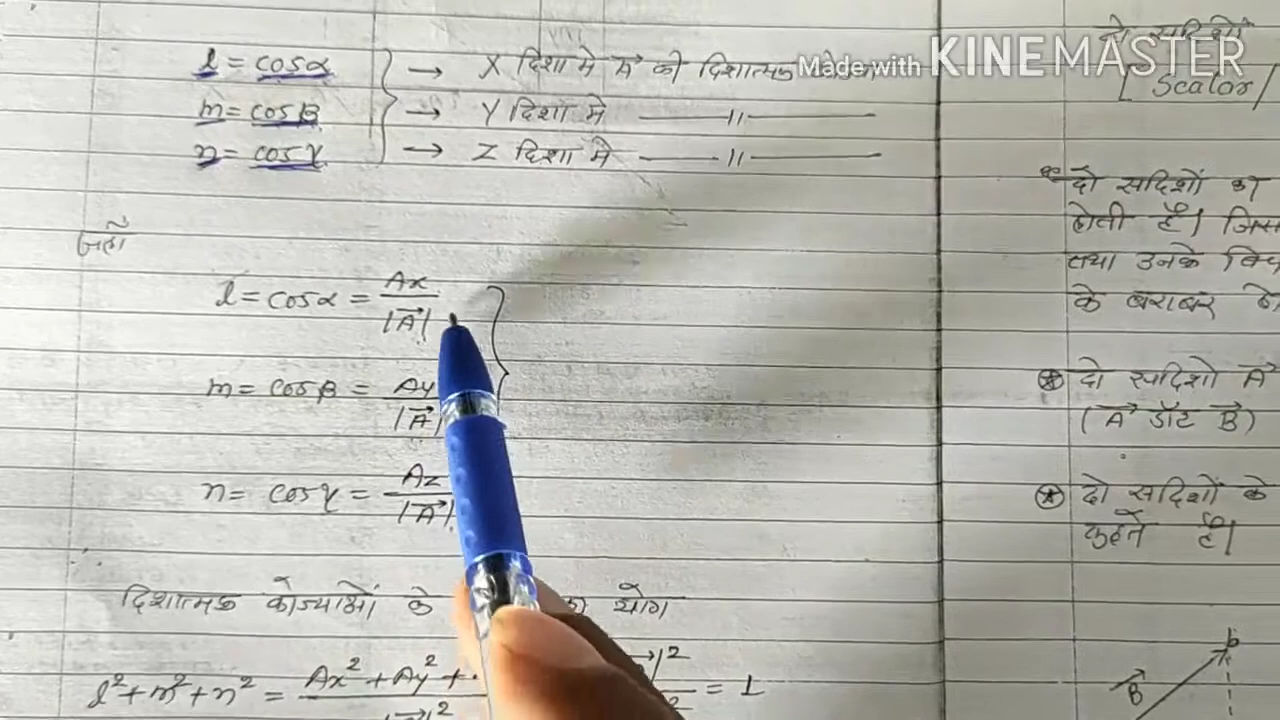 l = cosα → X दिशा मे A⃗ की दिशात्मक
m = cosβ → Y दिशा मे —— 〃 ——
n = cosγ → Z दिशा मे —— 〃 ——
जहाँ
l = cosα = Ax / |A⃗|
m = cosβ = Ay / |A⃗|
n = cosγ = Az / |A⃗|
दिशात्मक कोज्याओं के योग
l² + m² + n² = Ax² + Ay² + = 1
Made with KINEMASTER
दो सदिशों
[Scalar
दो सदिशों का
होती है। जिस
तथा उनके
के बराबर
दो सदिशो A⃗
(A⃗ डॉट B⃗)
दो सदिशों के
कहते है।
b
B⃗